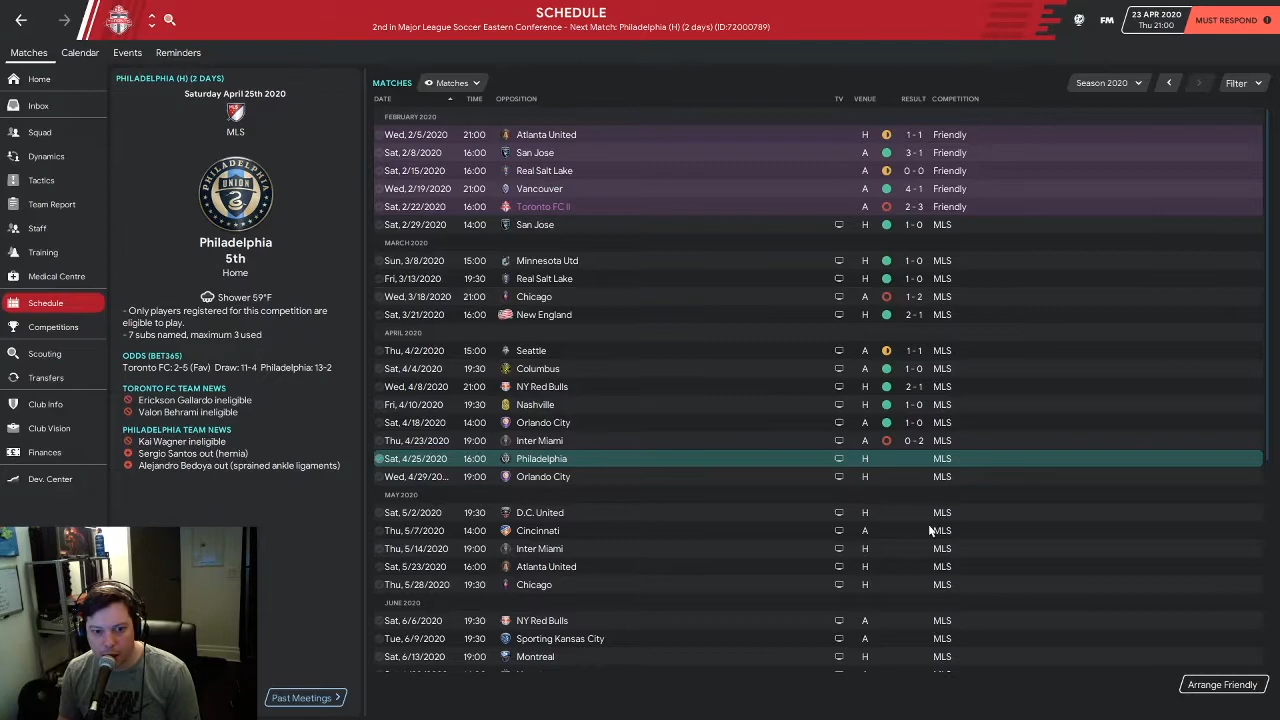 SCHEDULE
2nd in Major League Soccer Eastern Conference - Next Match: Philadelphia (H) (2 days) (ID:72000789)
FM
23 APR 2020
Thu 21:00
MUST RESPOND
Matches Calendar Events Reminders
Home
Inbox
Squad
Dynamics
Tactics
Team Report
Staff
Training
Medical Centre
Schedule
Competitions
Scouting
Transfers
Club Info
Club Vision
Finances
Dev. Center
PHILADELPHIA (H) (2 DAYS)
Saturday April 25th 2020
MLS
PHILADELPHIA
UNION
Philadelphia
5th
Home
Shower 59°F
- Only players registered for this competition are
eligible to play.
- 7 subs named, maximum 3 used
ODDS (BET365)
Toronto FC: 2-5 (Fav) Draw: 11-4 Philadelphia: 13-2
TORONTO FC TEAM NEWS
Erickson Gallardo ineligible
Valon Behrami ineligible
PHILADELPHIA TEAM NEWS
Kai Wagner ineligible
Sergio Santos out (hernia)
Alejandro Bedoya out (sprained ankle ligaments)
Past Meetings
MATCHES Matches Season 2020 Filter
DATE TIME OPPOSITION TV VENUE RESULT COMPETITION
FEBRUARY 2020
Wed, 2/5/2020 21:00 Atlanta United H 1 - 1 Friendly
Sat, 2/8/2020 16:00 San Jose A 3 - 1 Friendly
Sat, 2/15/2020 16:00 Real Salt Lake A 0 - 0 Friendly
Wed, 2/19/2020 21:00 Vancouver A 4 - 1 Friendly
Sat, 2/22/2020 16:00 Toronto FC II A 2 - 3 Friendly
Sat, 2/29/2020 14:00 San Jose H 1 - 0 MLS
MARCH 2020
Sun, 3/8/2020 15:00 Minnesota Utd H 1 - 0 MLS
Fri, 3/13/2020 19:30 Real Salt Lake H 1 - 0 MLS
Wed, 3/18/2020 21:00 Chicago A 1 - 2 MLS
Sat, 3/21/2020 16:00 New England H 2 - 1 MLS
APRIL 2020
Thu, 4/2/2020 15:00 Seattle A 1 - 1 MLS
Sat, 4/4/2020 19:30 Columbus A 1 - 0 MLS
Wed, 4/8/2020 21:00 NY Red Bulls H 2 - 1 MLS
Fri, 4/10/2020 19:30 Nashville H 1 - 0 MLS
Sat, 4/18/2020 14:00 Orlando City A 1 - 0 MLS
Thu, 4/23/2020 19:00 Inter Miami A 0 - 2 MLS
Sat, 4/25/2020 16:00 Philadelphia H MLS
Wed, 4/29/20... 19:00 Orlando City H MLS
MAY 2020
Sat, 5/2/2020 19:30 D.C. United H MLS
Thu, 5/7/2020 14:00 Cincinnati A MLS
Thu, 5/14/2020 19:00 Inter Miami H MLS
Sat, 5/23/2020 16:00 Atlanta United H MLS
Thu, 5/28/2020 19:30 Chicago H MLS
JUNE 2020
Sat, 6/6/2020 19:30 NY Red Bulls A MLS
Tue, 6/9/2020 19:30 Sporting Kansas City A MLS
Sat, 6/13/2020 19:00 Montreal H MLS
Arrange Friendly